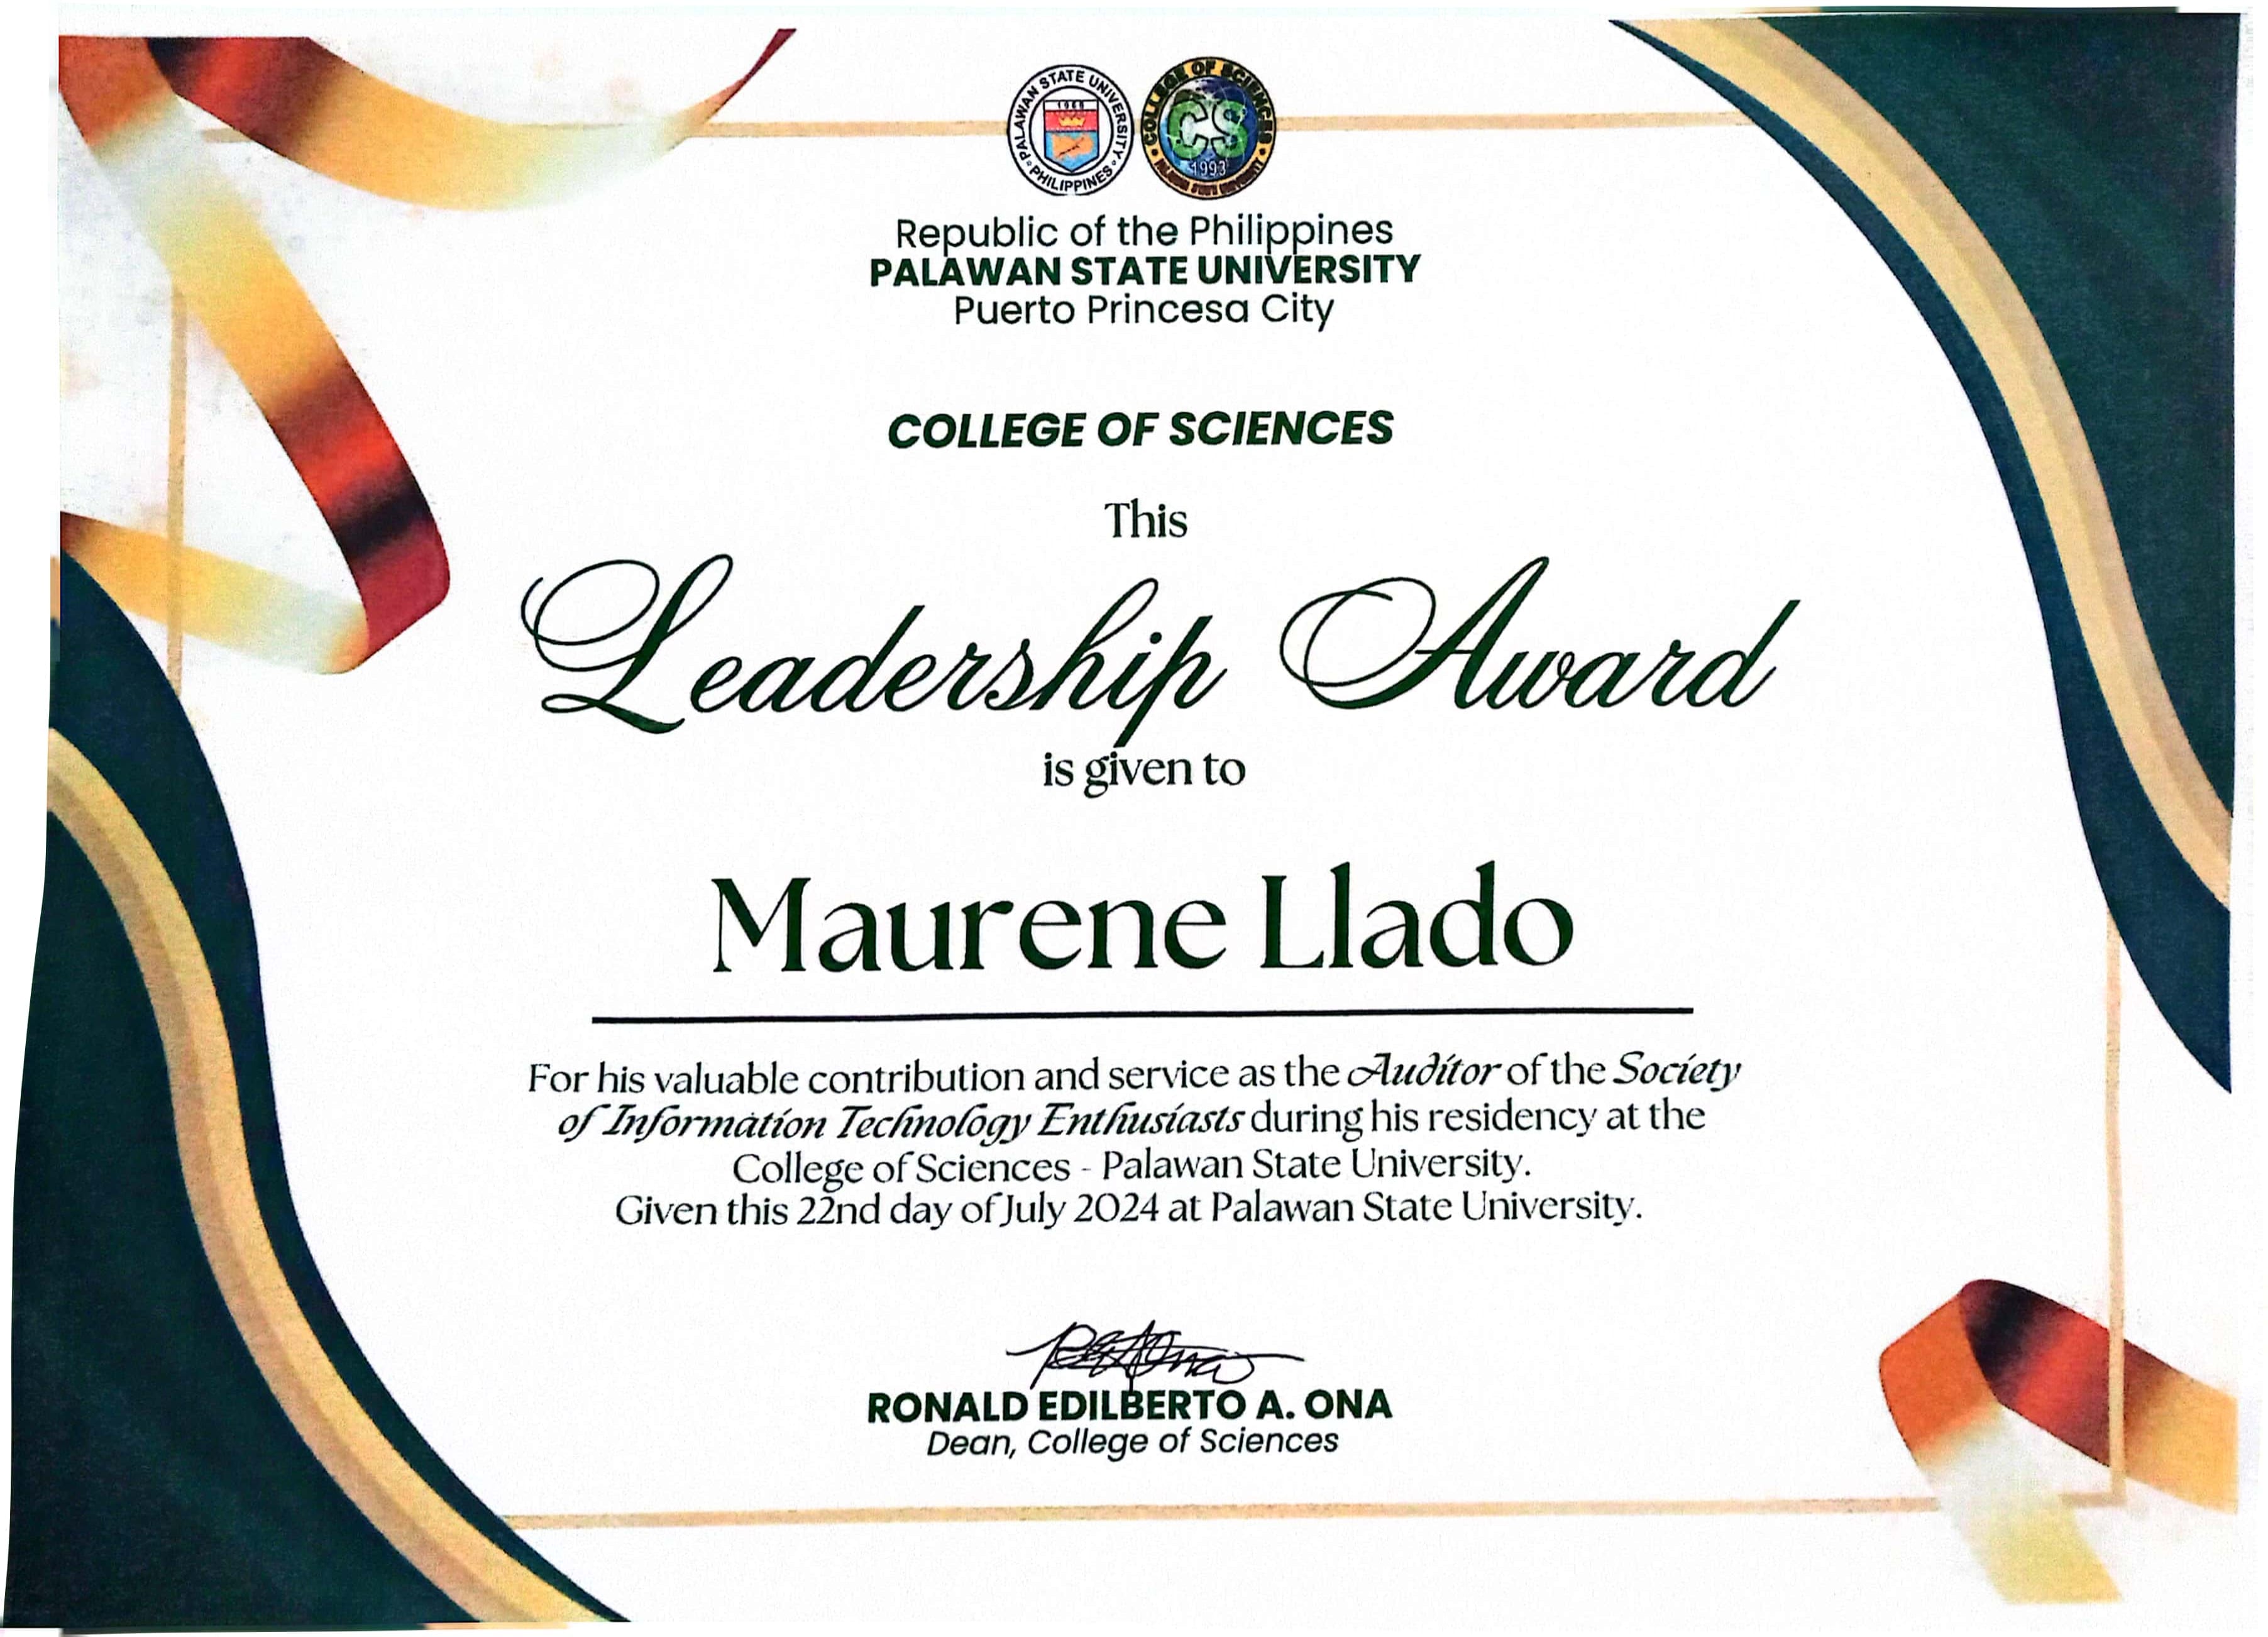 PALAWAN STATE UNIVERSITY
1965
PHILIPPINES
COLLEGE OF SCIENCES
CS
1993
PALAWAN STATE UNIVERSITY
Republic of the Philippines
PALAWAN STATE UNIVERSITY
Puerto Princesa City
COLLEGE OF SCIENCES
This
Leadership Award
is given to
Maurene Llado
For his valuable contribution and service as the Auditor of the Society
of Information Technology Enthusiasts during his residency at the
College of Sciences - Palawan State University.
Given this 22nd day of July 2024 at Palawan State University.
RONALD EDILBERTO A. ONA
Dean, College of Sciences